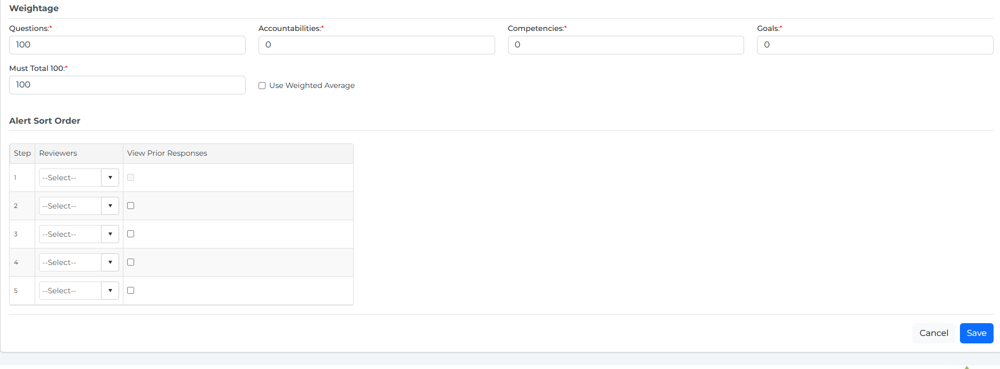 Weightage
Questions:* Accountabilities:* Competencies:* Goals:*
100 0 0 0
Must Total 100:*
100 Use Weighted Average
Alert Sort Order
Step Reviewers View Prior Responses
1 --Select--
2 --Select--
3 --Select--
4 --Select--
5 --Select--
Cancel Save